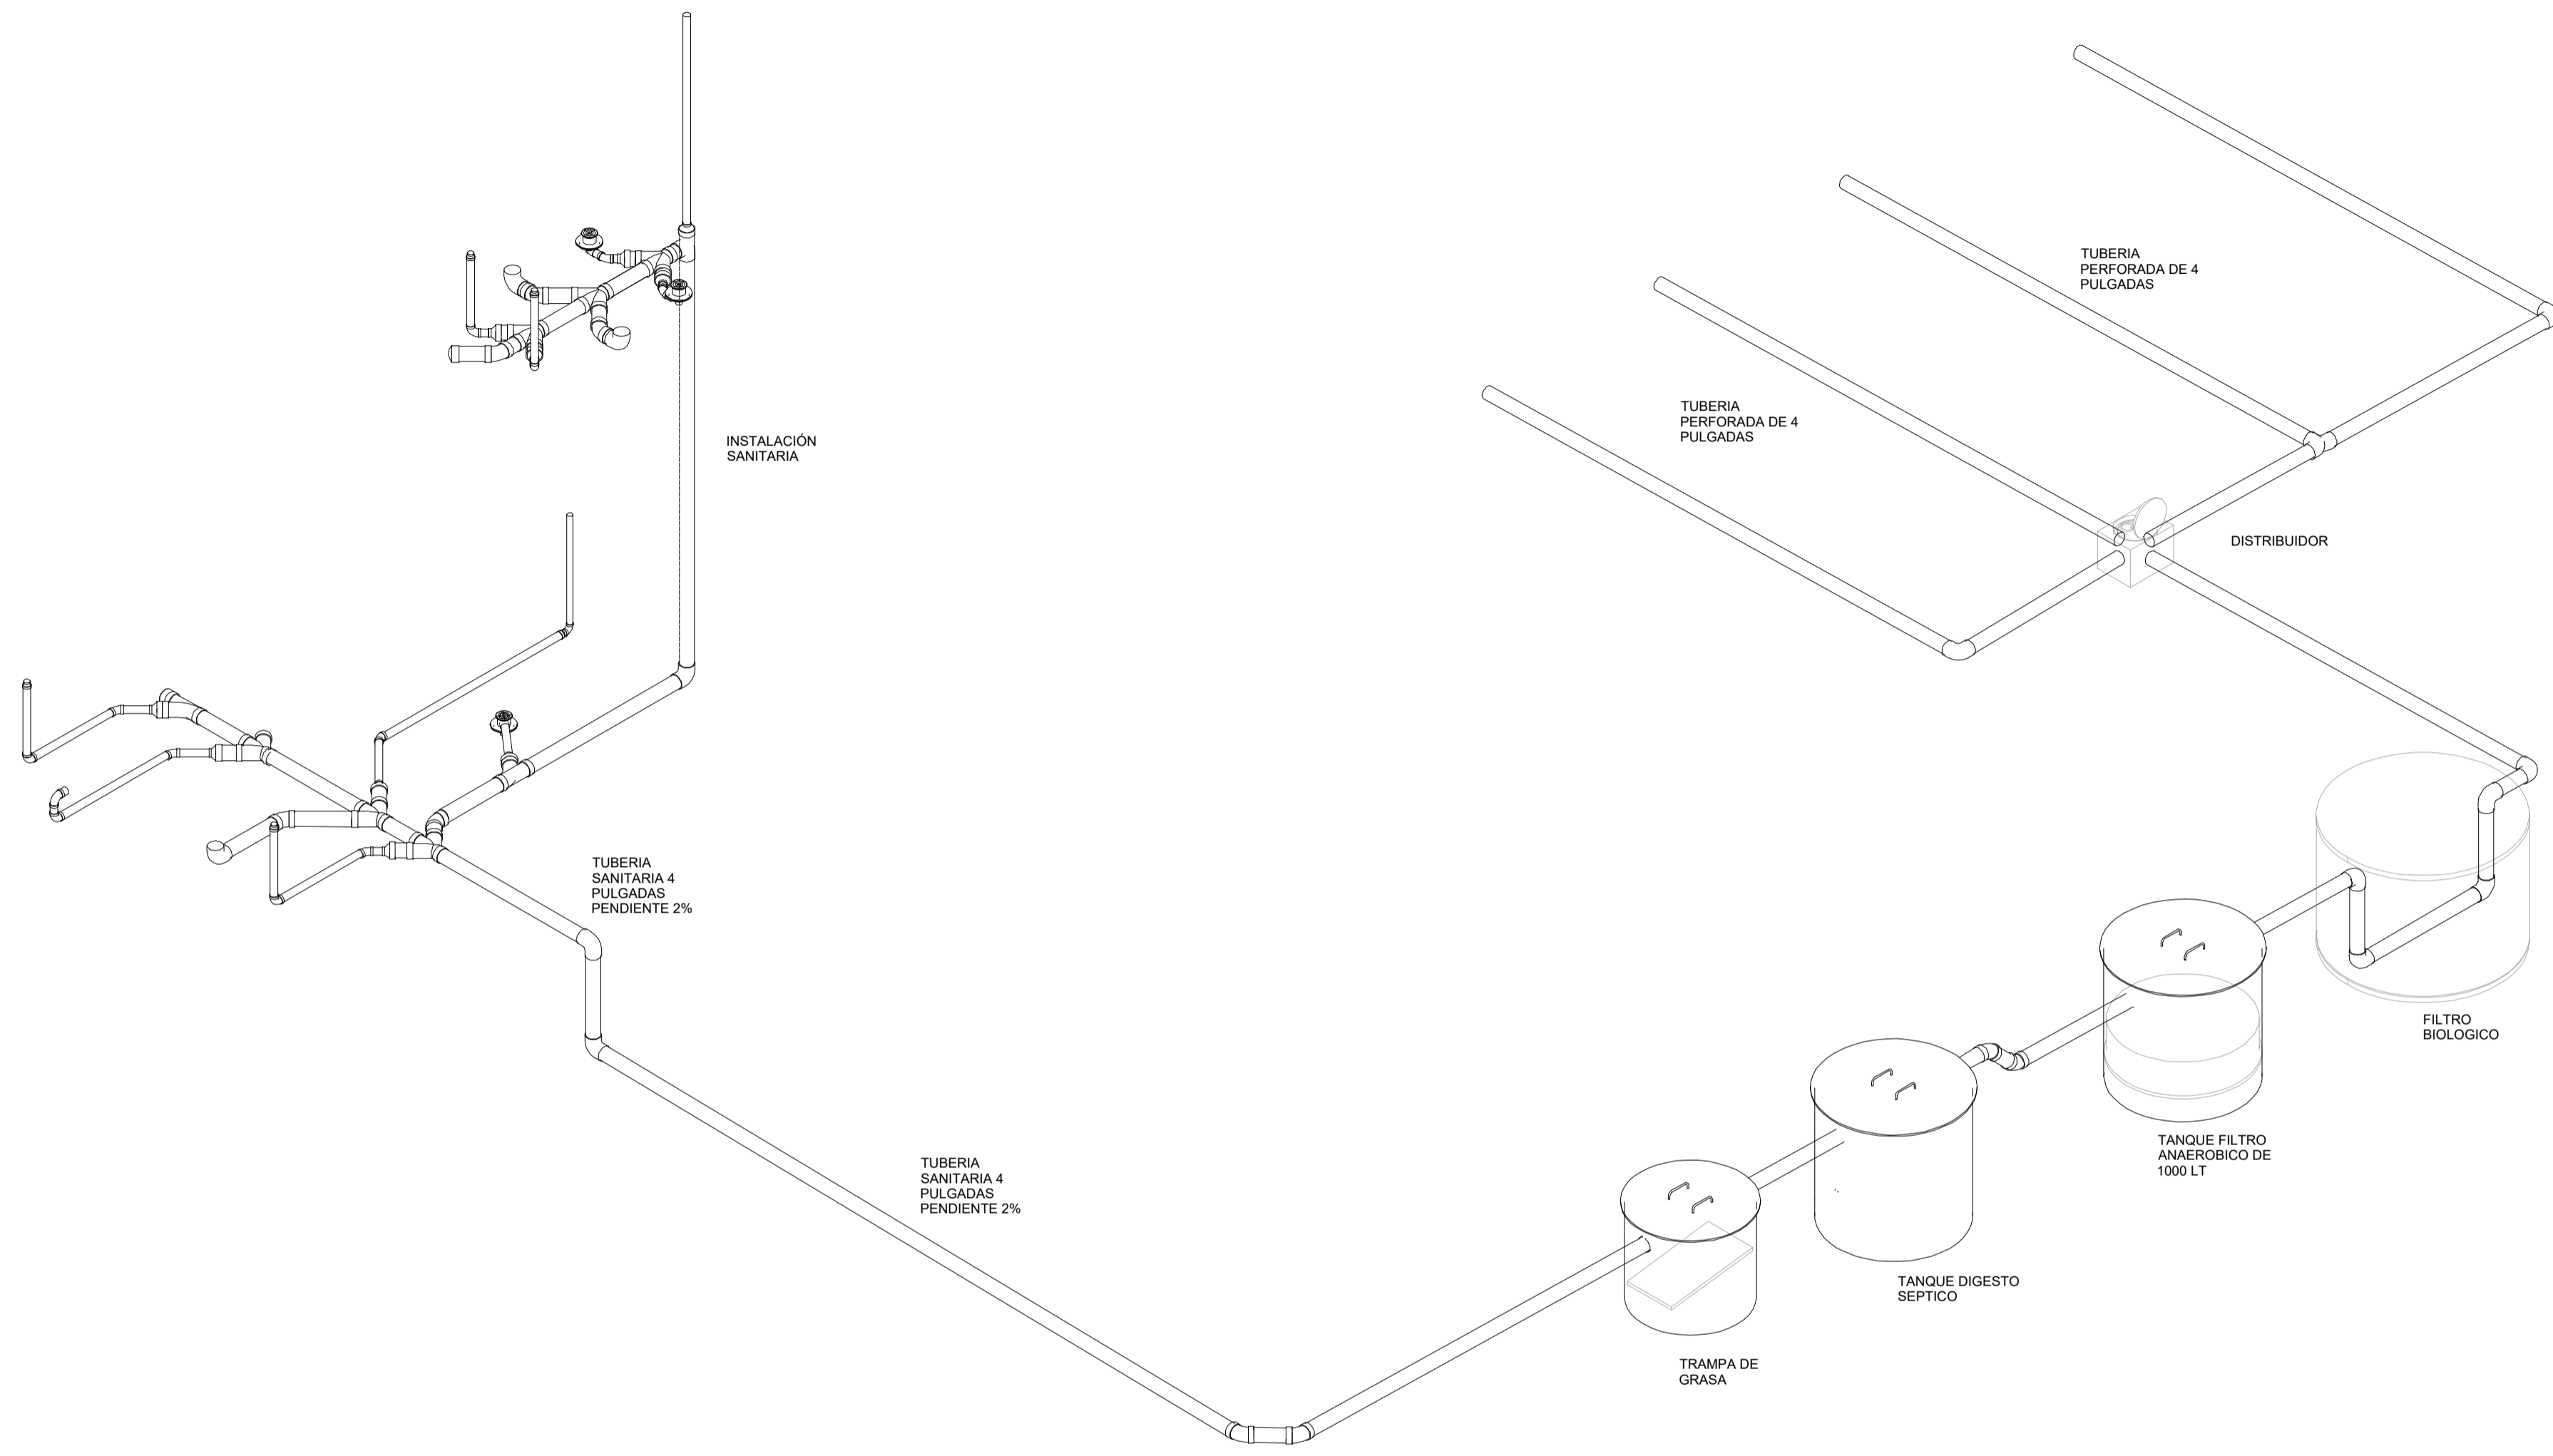 TUBERIA
PERFORADA DE 4
PULGADAS
TUBERIA
PERFORADA DE 4
PULGADAS
INSTALACIÓN
SANITARIA
DISTRIBUIDOR
TUBERIA
SANITARIA 4
PULGADAS
PENDIENTE 2%
FILTRO
BIOLOGICO
TANQUE FILTRO
ANAEROBICO DE
1000 LT
TUBERIA
SANITARIA 4
PULGADAS
PENDIENTE 2%
TANQUE DIGESTO
SEPTICO
TRAMPA DE
GRASA